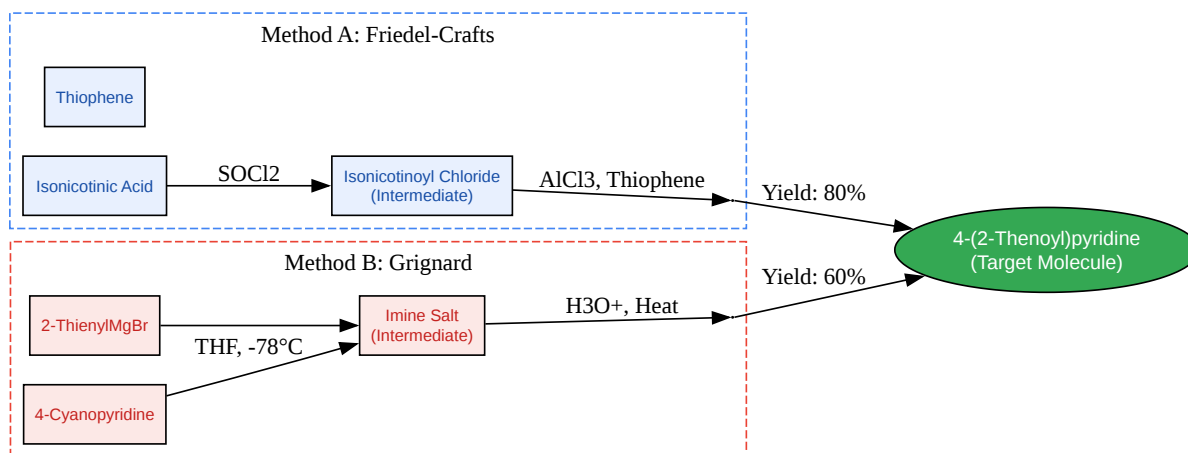 Method A: Friedel-Crafts
Thiophene
Isonicotinic Acid
SOCl2
Isonicotinoyl Chloride
(Intermediate)
AlCl3, Thiophene
Yield: 80%
4-(2-Thenoyl)pyridine
(Target Molecule)
Method B: Grignard
2-ThienylMgBr
THF, -78°C
4-Cyanopyridine
Imine Salt
(Intermediate)
H3O+, Heat
Yield: 60%